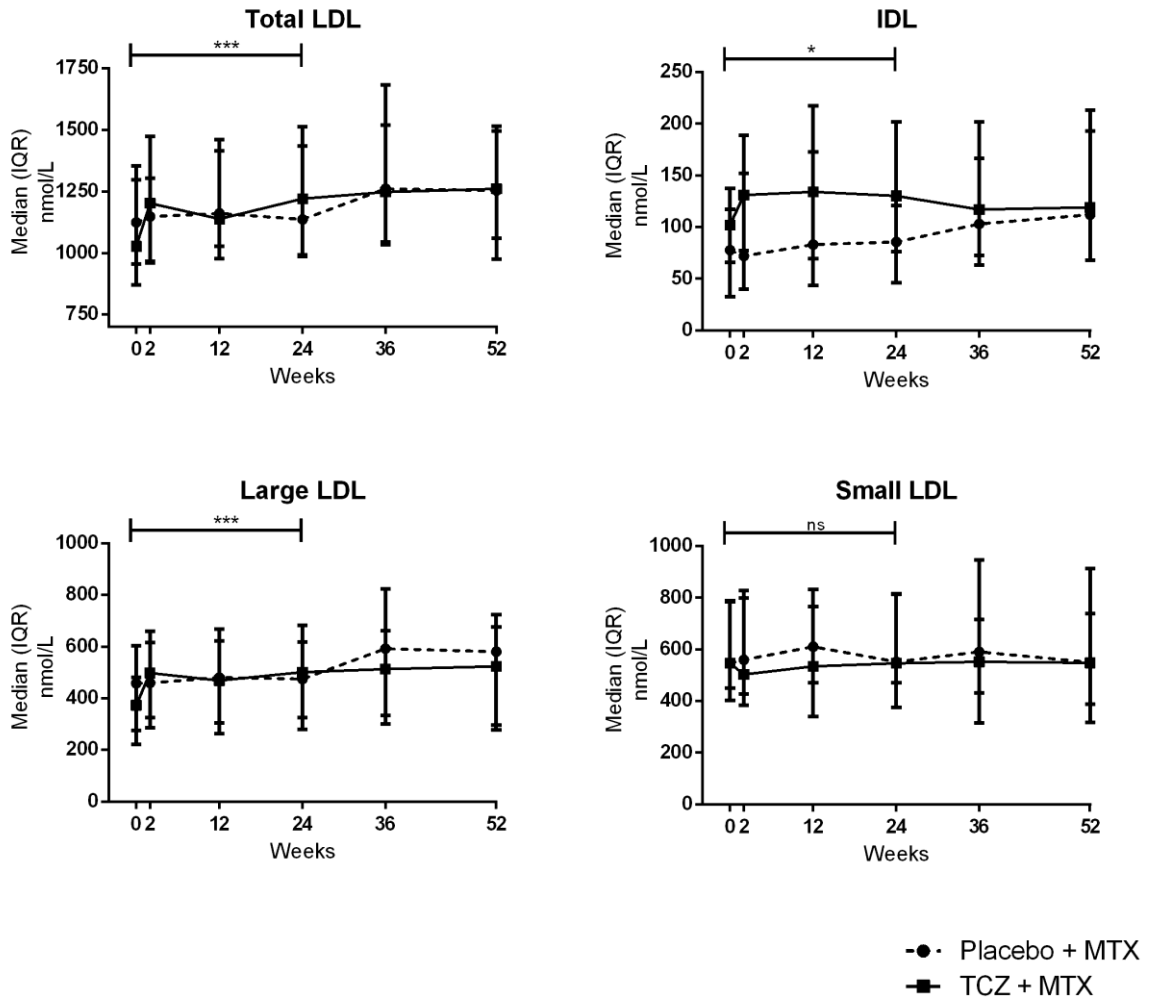 Total LDL
***
Median (IQR)
nmol/L
1750
1500
1250
1000
750
0 2 12 24 36 52
Weeks
IDL
*
Median (IQR)
nmol/L
250
200
150
100
50
0
0 2 12 24 36 52
Weeks
Large LDL
***
Median (IQR)
nmol/L
1000
800
600
400
200
0
0 2 12 24 36 52
Weeks
Small LDL
ns
Median (IQR)
nmol/L
1000
800
600
400
200
0
0 2 12 24 36 52
Weeks
Placebo + MTX
TCZ + MTX